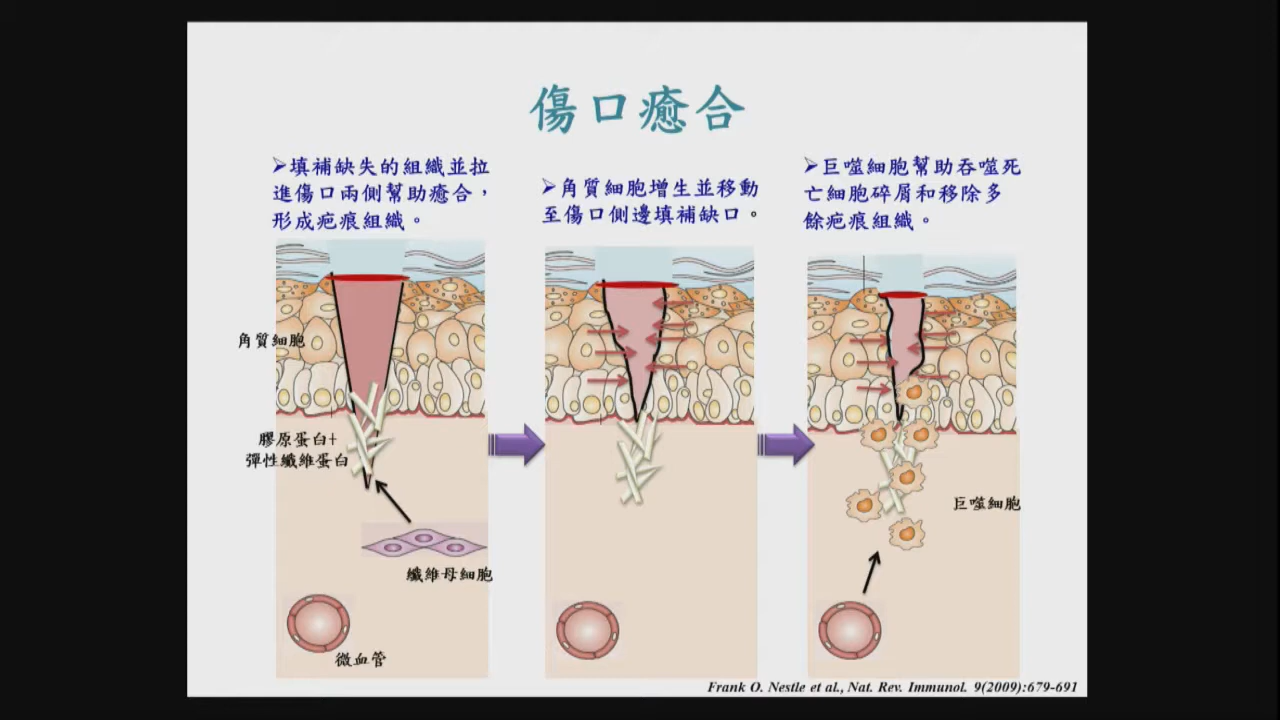 傷口癒合
➢填補缺失的組織並拉
進傷口兩側幫助癒合，
形成疤痕組織。
➢角質細胞增生並移動
至傷口側邊填補缺口。
➢巨噬細胞幫助吞噬死
亡細胞碎屑和移除多
餘疤痕組織。
角質細胞
膠原蛋白+
彈性纖維蛋白
纖維母細胞
微血管
巨噬細胞
Frank O. Nestle et al., Nat. Rev. Immunol. 9(2009):679-691